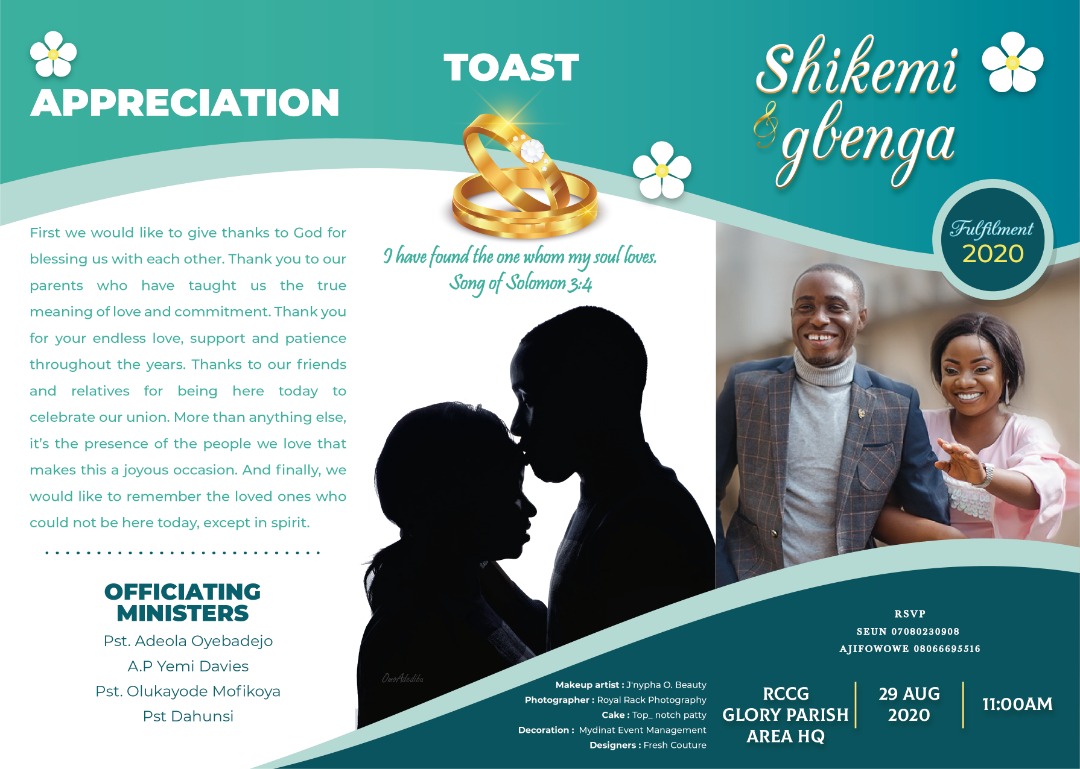 APPRECIATION
First we would like to give thanks to God for
blessing us with each other. Thank you to our
parents who have taught us the true
meaning of love and commitment. Thank you
for your endless love, support and patience
throughout the years. Thanks to our friends
and relatives for being here today to
celebrate our union. More than anything else,
it's the presence of the people we love that
makes this a joyous occasion. And finally, we
would like to remember the loved ones who
could not be here today, except in spirit.
OFFICIATING
MINISTERS
Pst. Adeola Oyebadejo
A.P Yemi Davies
Pst. Olukayode Mofikoya
Pst Dahunsi
TOAST
I have found the one whom my soul loves.
Song of Solomon 3:4
Makeup artist : J'nypha O. Beauty
Photographer : Royal Rack Photography
Cake : Top_ notch patty
Decoration : Mydinat Event Management
Designers : Fresh Couture
Shikemi
& gbenga
Fulfilment
2020
RSVP
SEUN 07080230908
AJIFOWOWE 08066695516
RCCG
GLORY PARISH
AREA HQ
29 AUG
2020
11:00AM